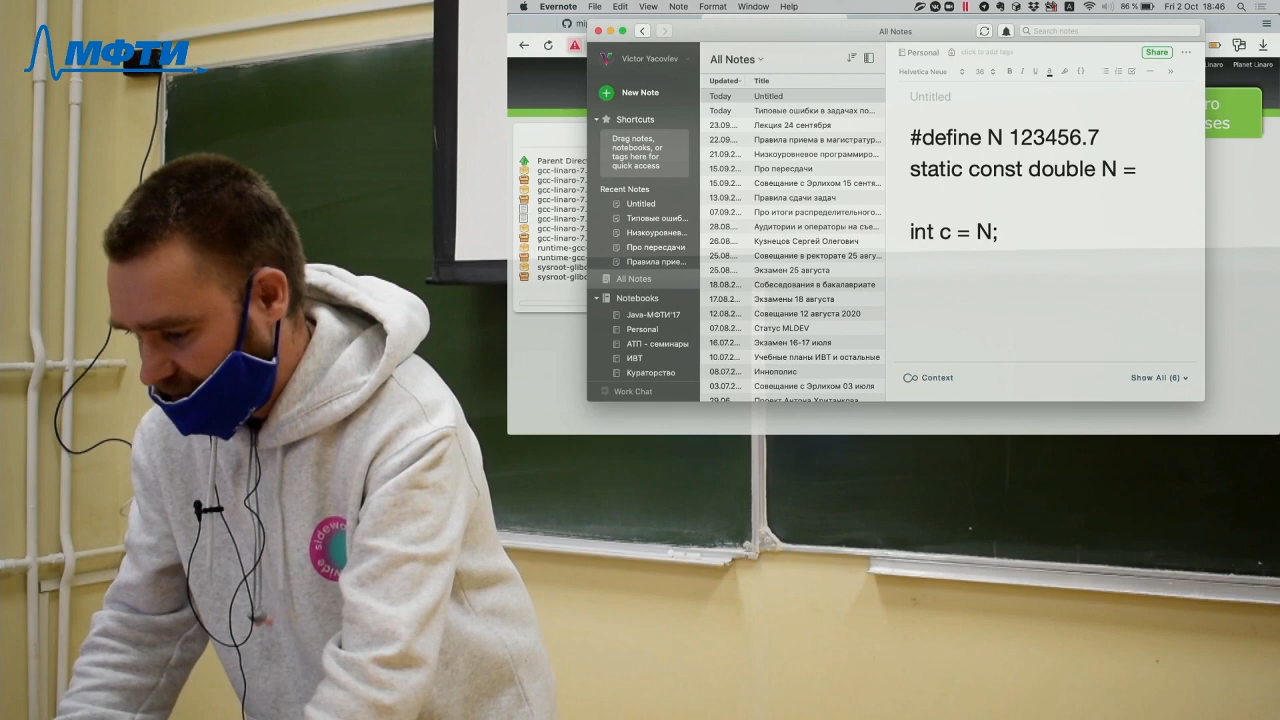 МФТИ
Evernote File Edit View Note Format Window Help
86 % Fri 2 Oct 18:46
All Notes
Search notes
Victor Yacovlev
New Note
Shortcuts
Drag notes,
notebooks, or
tags here for
quick access
Recent Notes
Untitled
Типовые ошиб...
Низкоуровнев...
Про пересдачи
Правила прие...
All Notes
Notebooks
Java-МФТИ'17
Personal
АТП - семинары
ИВТ
Кураторство
Work Chat
All Notes
Updated Title
Today Untitled
Today Типовые ошибки в задачах по...
23.09.... Лекция 24 сентября
22.09.... Правила приема в магистратур...
21.09.2... Низкоуровневое программиро...
15.09.2... Про пересдачи
15.09.2... Совещание с Эрлихом 15 сентя...
13.09.2... Правила сдачи задач
07.09.2... Про итоги распределительного...
28.08.... Аудитории и операторы на съе...
26.08.... Кузнецов Сергей Олегович
25.08.... Совещание в ректорате 25 авгу...
25.08.... Экзамен 25 августа
18.08.2... Собеседования в бакалавриате
17.08.2... Экзамены 18 августа
12.08.2... Совещание 12 августа 2020
07.08.2... Статус MLDEV
16.07.2... Экзамен 16-17 июля
10.07.2... Учебные планы ИВТ и остальные
08.07.2... Иннополис
03.07.2... Совещание с Эрлихом 03 июля
29.06.... Проект Антона Хританкова
Personal click to add tags Share
Helvetica Neue 36 B I U a
Untitled
#define N 123456.7
static const double N =
int c = N;
Context Show All (6)
Parent Direc
gcc-linaro-7.
gcc-linaro-7.
gcc-linaro-7.
gcc-linaro-7.
gcc-linaro-7.
gcc-linaro-7.
gcc-linaro-7.
gcc-linaro-7.
runtime-gcc-
runtime-gcc-
sysroot-glibc
sysroot-glibc
Linaro Planet Linaro
ro
ses